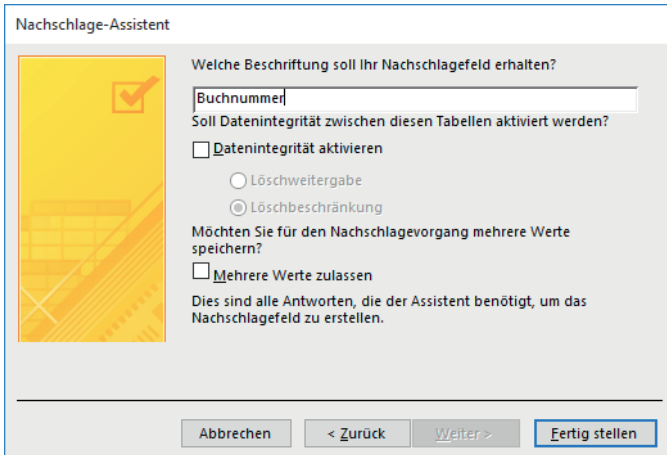 Nachschlage-Assistent
Welche Beschriftung soll Ihr Nachschlagefeld erhalten?
Buchnummer
Soll Datenintegrität zwischen diesen Tabellen aktiviert werden?
Datenintegrität aktivieren
Löschweitergabe
Löschbeschränkung
Möchten Sie für den Nachschlagevorgang mehrere Werte
speichern?
Mehrere Werte zulassen
Dies sind alle Antworten, die der Assistent benötigt, um das
Nachschlagefeld zu erstellen.
Abbrechen < Zurück Weiter > Fertig stellen